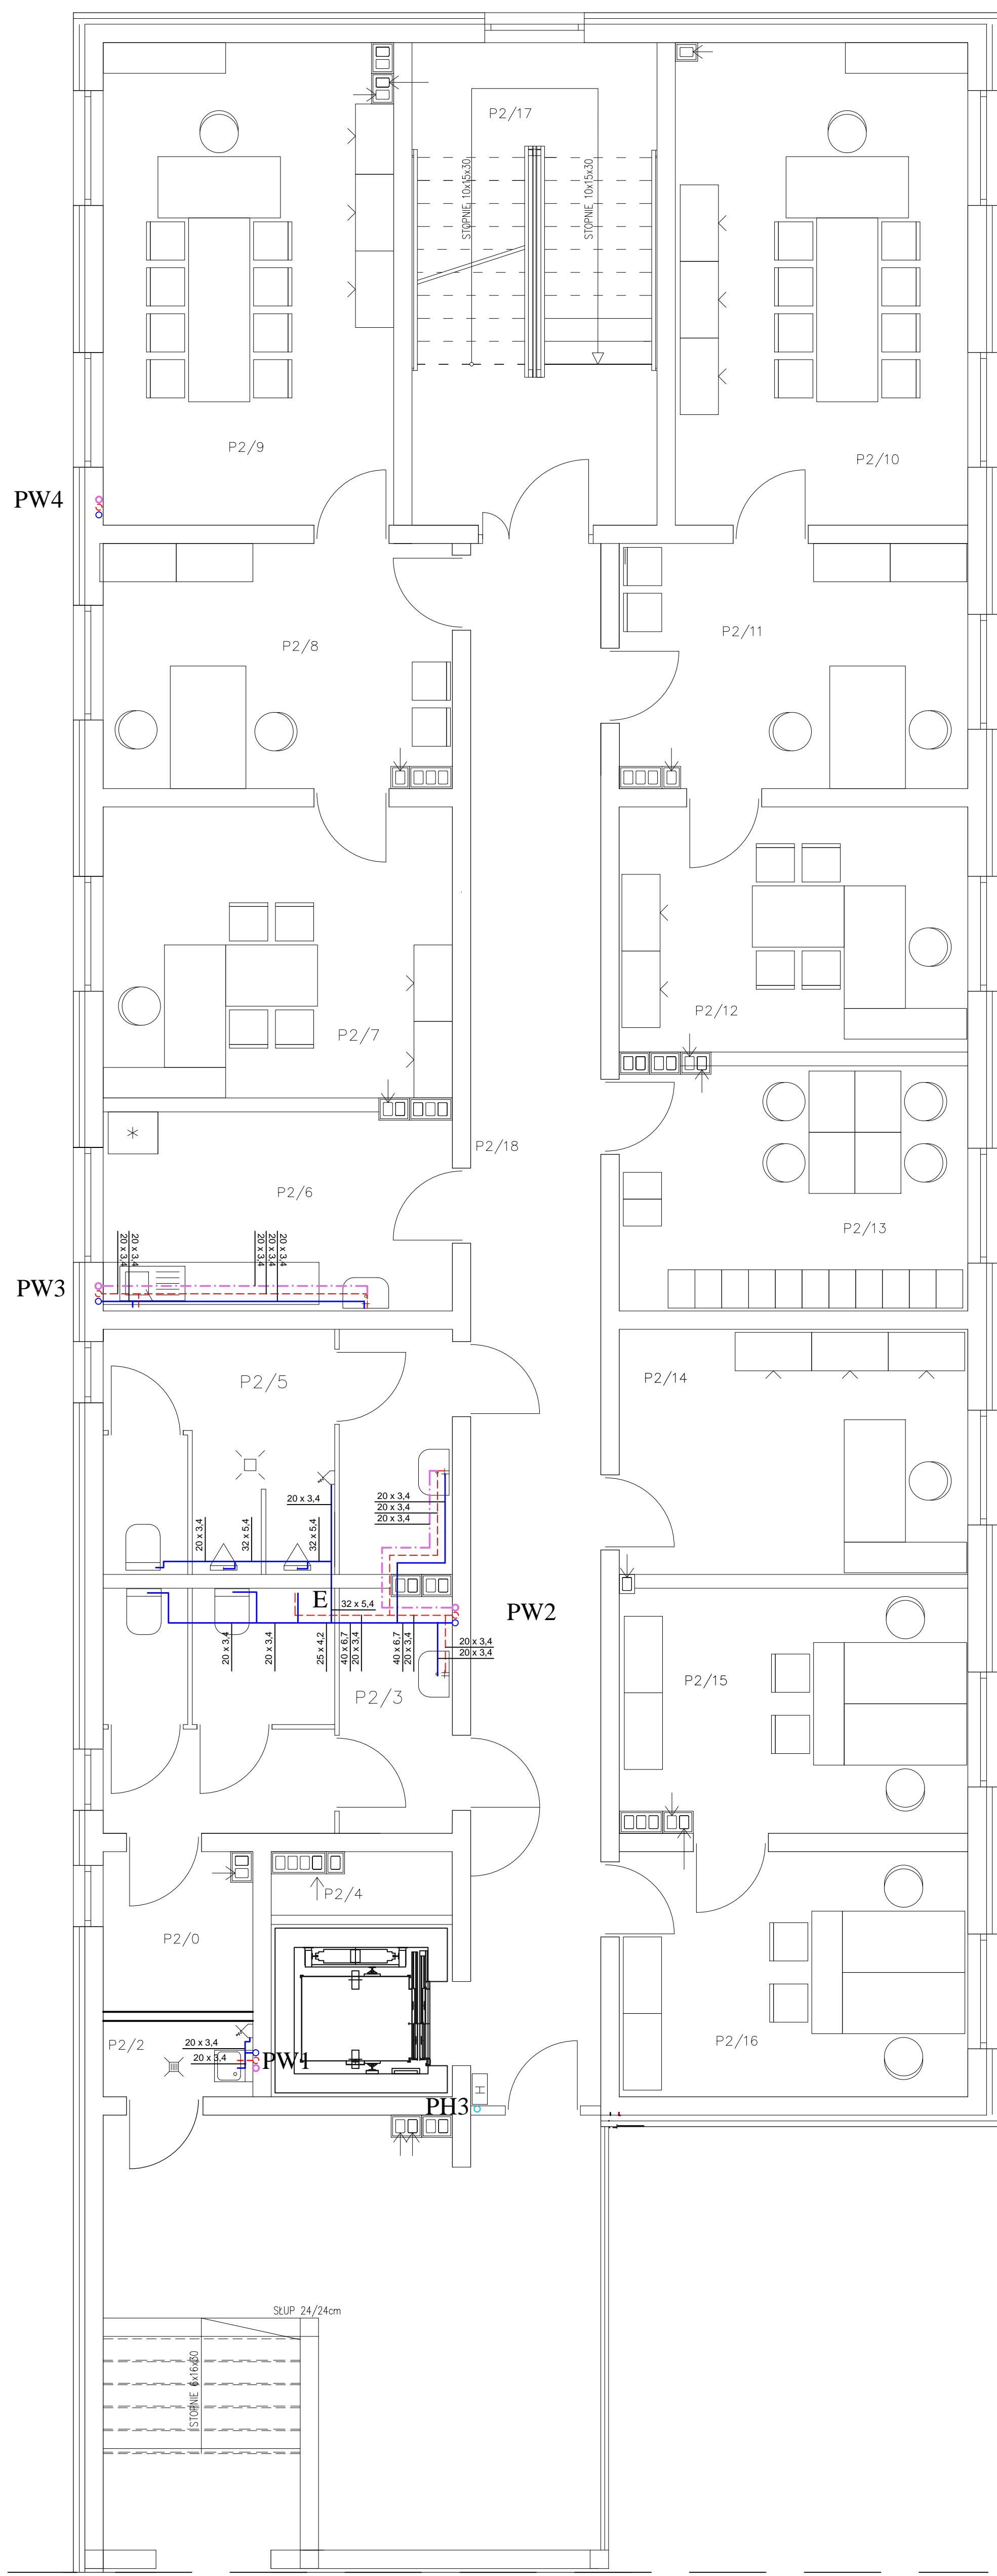 P2/17
STOPNIE 10x15x30
STOPNIE 10x15x30
P2/9
P2/10
PW4
P2/11
P2/8
P2/12
P2/7
P2/18
P2/6
P2/13
20 x 3,4
20 x 3,4
20 x 3,4
20 x 3,4
20 x 3,4
PW3
P2/14
P2/5
20 x 3,4
20 x 3,4
20 x 3,4
20 x 3,4
20 x 3,4
32 x 5,4
32 x 5,4
E
32 x 5,4
PW2
20 x 3,4
20 x 3,4
25 x 4,2
40 x 6,7
20 x 3,4
40 x 6,7
20 x 3,4
20 x 3,4
20 x 3,4
P2/15
P2/3
P2/4
P2/0
P2/2
20 x 3,4
20 x 3,4
PW1
P2/16
H
PH3
SŁUP 24/24cm
STOPNIE 6x16x30